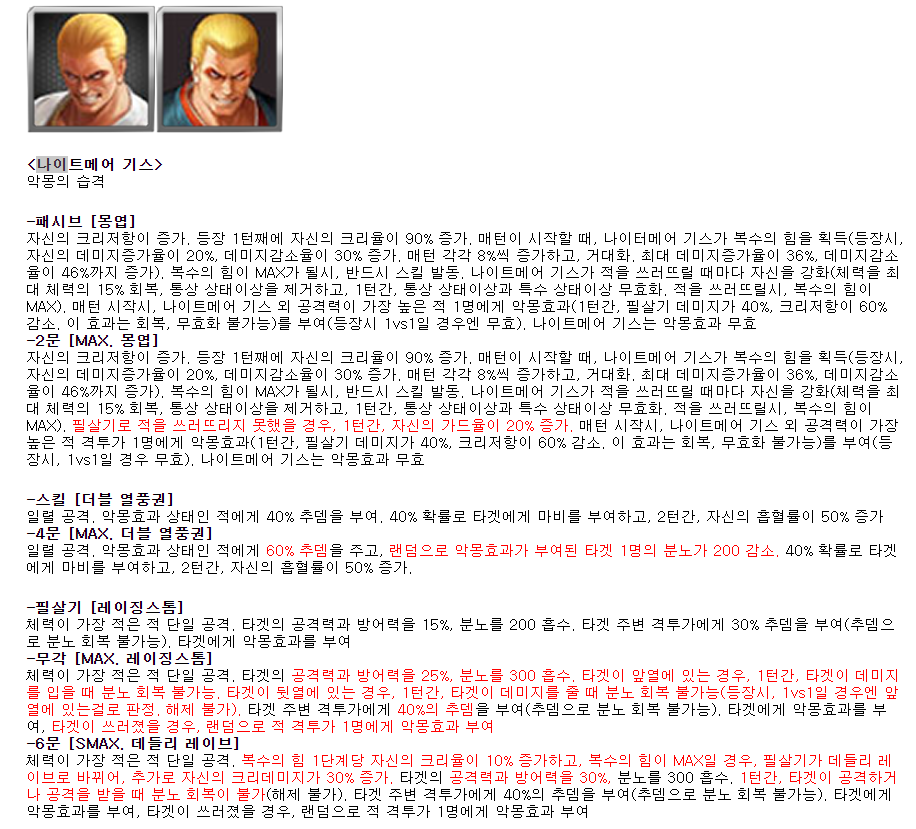 <나이트메어 기스>
악몽의 습격
-패시브 [몽엽]
자신의 크리저항이 증가. 등장 1턴째에 자신의 크리율이 90% 증가. 매턴이 시작할 때, 나이터메어 기스가 복수의 힘을 획득(등장시,
자신의 데미지증가율이 20%, 데미지감소율이 30% 증가. 매턴 각각 8%씩 증가하고, 거대화. 최대 데미지증가율이 36%, 데미지감소
율이 46%까지 증가). 복수의 힘이 MAX가 될시, 반드시 스킬 발동. 나이트메어 기스가 적을 쓰러뜨릴 때마다 자신을 강화(체력을 최
대 체력의 15% 회복, 통상 상태이상을 제거하고, 1턴간, 통상 상태이상과 특수 상태이상 무효화. 적을 쓰러뜨릴시, 복수의 힘이
MAX). 매턴 시작시, 나이트메어 기스 외 공격력이 가장 높은 적 1명에게 악몽효과(1턴간, 필살기 데미지가 40%, 크리저항이 60%
감소. 이 효과는 회복, 무효화 불가능)를 부여(등장시 1vs1일 경우엔 무효). 나이트메어 기스는 악몽효과 무효
-2문 [MAX. 몽엽]
자신의 크리저항이 증가. 등장 1턴째에 자신의 크리율이 90% 증가. 매턴이 시작할 때, 나이트메어 기스가 복수의 힘을 획득(등장시,
자신의 데미지증가율이 20%, 데미지감소율이 30% 증가. 매턴 각각 8%씩 증가하고, 거대화. 최대 데미지증가율이 36%, 데미지감소
율이 46%까지 증가). 복수의 힘이 MAX가 될시, 반드시 스킬 발동. 나이트메어 기스가 적을 쓰러뜨릴 때마다 자신을 강화(체력을 최
대 체력의 15% 회복, 통상 상태이상을 제거하고, 1턴간, 통상 상태이상과 특수 상태이상 무효화. 적을 쓰러뜨릴시, 복수의 힘이
MAX). 필살기로 적을 쓰러뜨리지 못했을 경우, 1턴간, 자신의 가드율이 20% 증가. 매턴 시작시, 나이트메어 기스 외 공격력이 가장
높은 적 격투가 1명에게 악몽효과(1턴간, 필살기 데미지가 40%, 크리저항이 60% 감소. 이 효과는 회복, 무효화 불가능)를 부여(등
장시, 1vs1일 경우 무효). 나이트메어 기스는 악몽효과 무효
-스킬 [더블 열풍권]
일렬 공격. 악몽효과 상태인 적에게 40% 추뎀을 부여. 40% 확률로 타겟에게 마비를 부여하고, 2턴간, 자신의 흡혈률이 50% 증가
-4문 [MAX. 더블 열풍권]
일렬 공격. 악몽효과 상태인 적에게 60% 추뎀을 주고, 랜덤으로 악몽효과가 부여된 타겟 1명의 분노가 200 감소. 40% 확률로 타겟
에게 마비를 부여하고, 2턴간, 자신의 흡혈률이 50% 증가.
-필살기 [레이징스톰]
체력이 가장 적은 적 단일 공격. 타겟의 공격력과 방어력을 15%, 분노를 200 흡수. 타겟 주변 격투가에게 30% 추뎀을 부여(추뎀으
로 분노 회복 불가능). 타겟에게 악몽효과를 부여
-무각 [MAX. 레이징스톰]
체력이 가장 적은 적 단일 공격. 타겟의 공격력과 방어력을 25%, 분노를 300 흡수. 타겟이 앞열에 있는 경우, 1턴간, 타겟이 데미지
를 입을 때 분노 회복 불가능. 타겟이 뒷열에 있는 경우, 1턴간, 타겟이 데미지를 줄 때 분노 회복 불가능(등장시, 1vs1일 경우엔 앞
열에 있는걸로 판정, 해제 불가). 타겟 주변 격투가에게 40%의 추뎀을 부여(추뎀으로 분노 회복 불가능). 타겟에게 악몽효과를 부
여, 타겟이 쓰러졌을 경우, 랜덤으로 적 격투가 1명에게 악몽효과 부여
-6문 [SMAX. 데들리 레이브]
체력이 가장 적은 적 단일 공격. 복수의 힘 1단계당 자신의 크리율이 10% 증가하고, 복수의 힘이 MAX일 경우, 필살기가 데들리 레
이브로 바뀌어, 추가로 자신의 크리데미지가 30% 증가. 타겟의 공격력과 방어력을 30%, 분노를 300 흡수. 1턴간, 타겟이 공격하거
나 공격을 받을 때 분노 회복이 불가(해제 불가). 타겟 주변 격투가에게 40%의 추뎀을 부여(추뎀으로 분노 회복 불가능). 타겟에게
악몽효과를 부여, 타겟이 쓰러졌을 경우, 랜덤으로 적 격투가 1명에게 악몽효과 부여